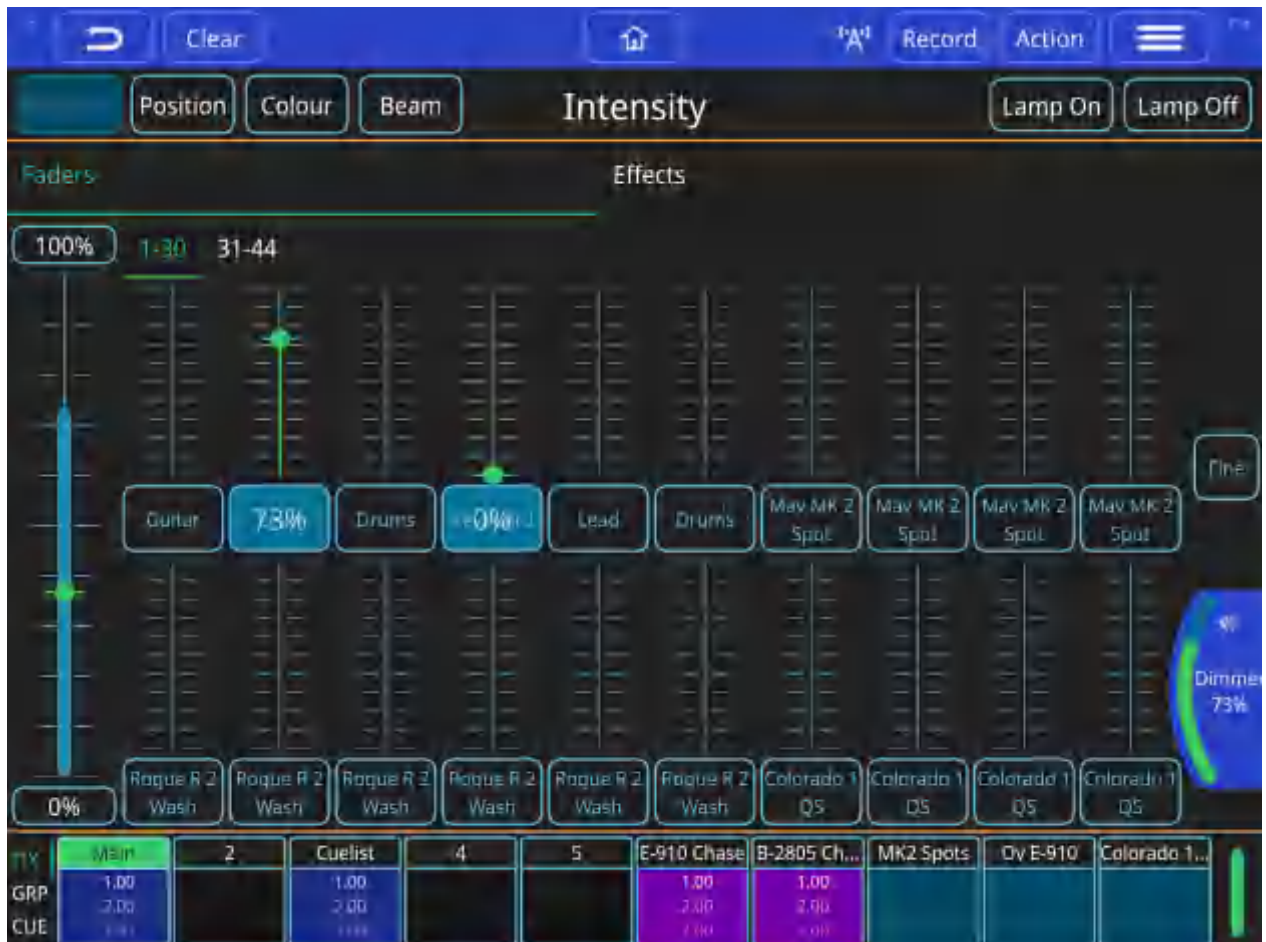 Clear
Record
Action
Position
Colour
Beam
Intensity
Lamp On
Lamp Off
Faders
Effects
100%
1-30
31-44
Fine
Guitar
73%
Drums
0%
Lead
Drums
Mav MK 2
Spot
Mav MK 2
Spot
Mav MK 2
Spot
Mav MK 2
Spot
Dimmer
73%
0%
Rogue R 2
Wash
Rogue R 2
Wash
Rogue R 2
Wash
Rogue R 2
Wash
Rogue R 2
Wash
Rogue R 2
Wash
Colorado 1
QS
Colorado 1
QS
Colorado 1
QS
Colorado 1
QS
FIX
GRP
CUE
Main
1.00
2.00
2
Cuelist
1.00
2.00
4
5
E-910 Chase
1.00
2.00
B-2805 Ch...
1.00
2.00
MK2 Spots
Ov E-910
Colorado 1...